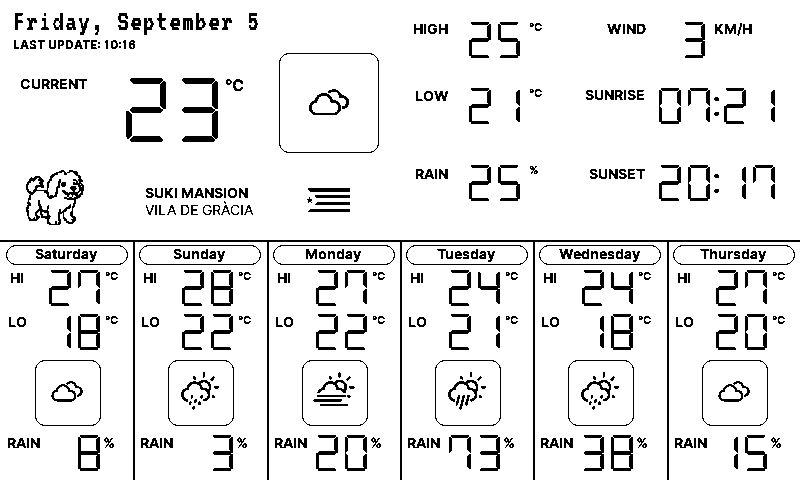 Friday, September 5
LAST UPDATE: 10:16
CURRENT 23 °C
HIGH 25 °C
LOW 21 °C
RAIN 25 %
WIND 3 KM/H
SUNRISE 07:21
SUNSET 20:17
SUKI MANSION
VILA DE GRÀCIA
Saturday
HI 27 °C
LO 18 °C
RAIN 8 %
Sunday
HI 28 °C
LO 22 °C
RAIN 3 %
Monday
HI 27 °C
LO 22 °C
RAIN 20 %
Tuesday
HI 24 °C
LO 21 °C
RAIN 73 %
Wednesday
HI 24 °C
LO 18 °C
RAIN 38 %
Thursday
HI 27 °C
LO 20 °C
RAIN 15 %